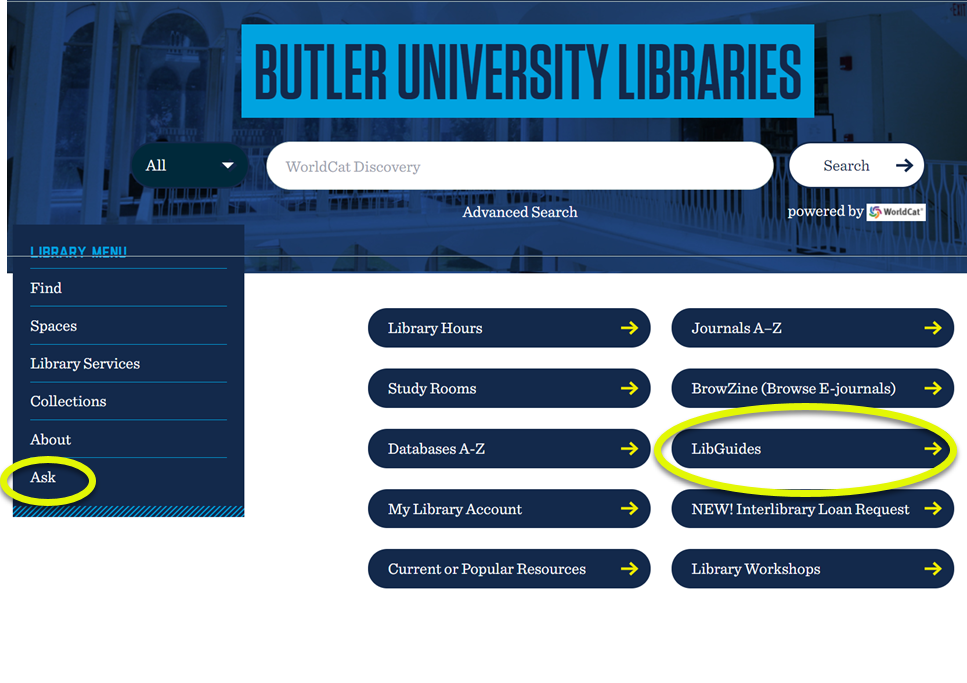 BUTLER UNIVERSITY LIBRARIES
All
WorldCat Discovery
Search
Advanced Search
powered by WorldCat
LIBRARY MENU
Find
Spaces
Library Services
Collections
About
Ask
Library Hours
Journals A–Z
Study Rooms
BrowZine (Browse E-journals)
Databases A-Z
LibGuides
My Library Account
NEW! Interlibrary Loan Request
Current or Popular Resources
Library Workshops